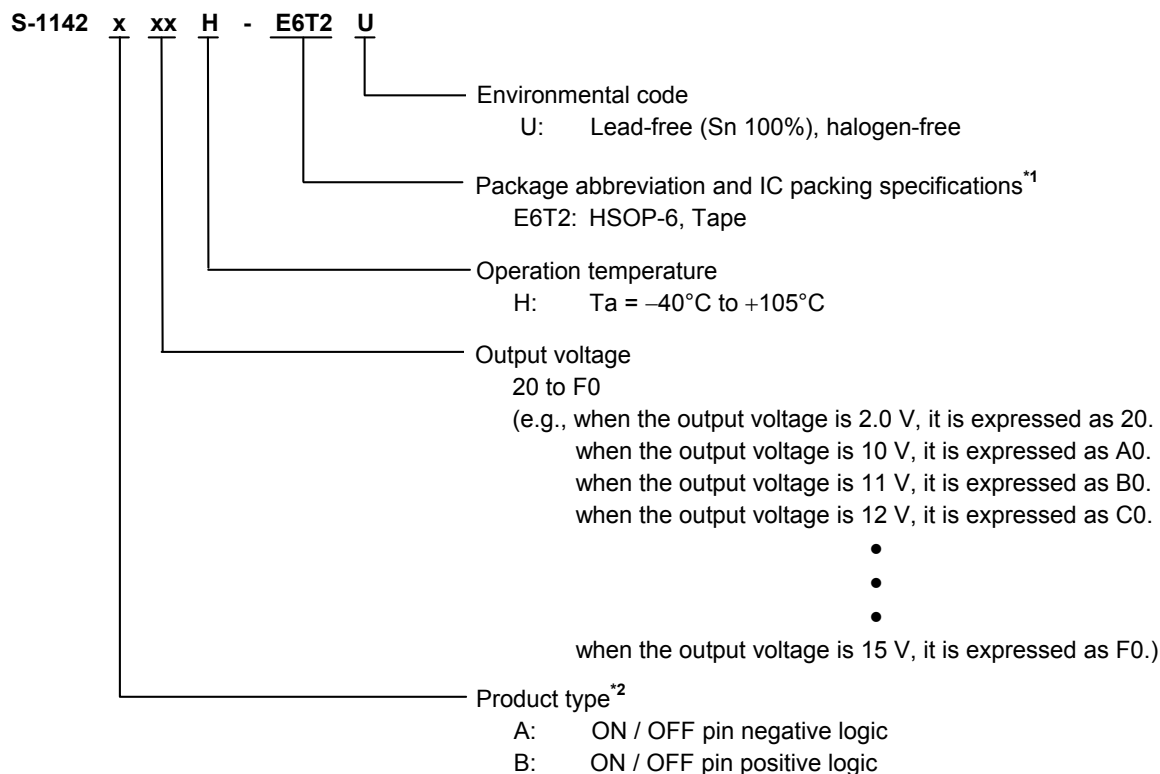 S-1142 x xx H - E6T2 U
Environmental code
U: Lead-free (Sn 100%), halogen-free
Package abbreviation and IC packing specifications*1
E6T2: HSOP-6, Tape
Operation temperature
H: Ta = −40°C to +105°C
Output voltage
20 to F0
(e.g., when the output voltage is 2.0 V, it is expressed as 20.
when the output voltage is 10 V, it is expressed as A0.
when the output voltage is 11 V, it is expressed as B0.
when the output voltage is 12 V, it is expressed as C0.
•
•
•
when the output voltage is 15 V, it is expressed as F0.)
Product type*2
A: ON / OFF pin negative logic
B: ON / OFF pin positive logic